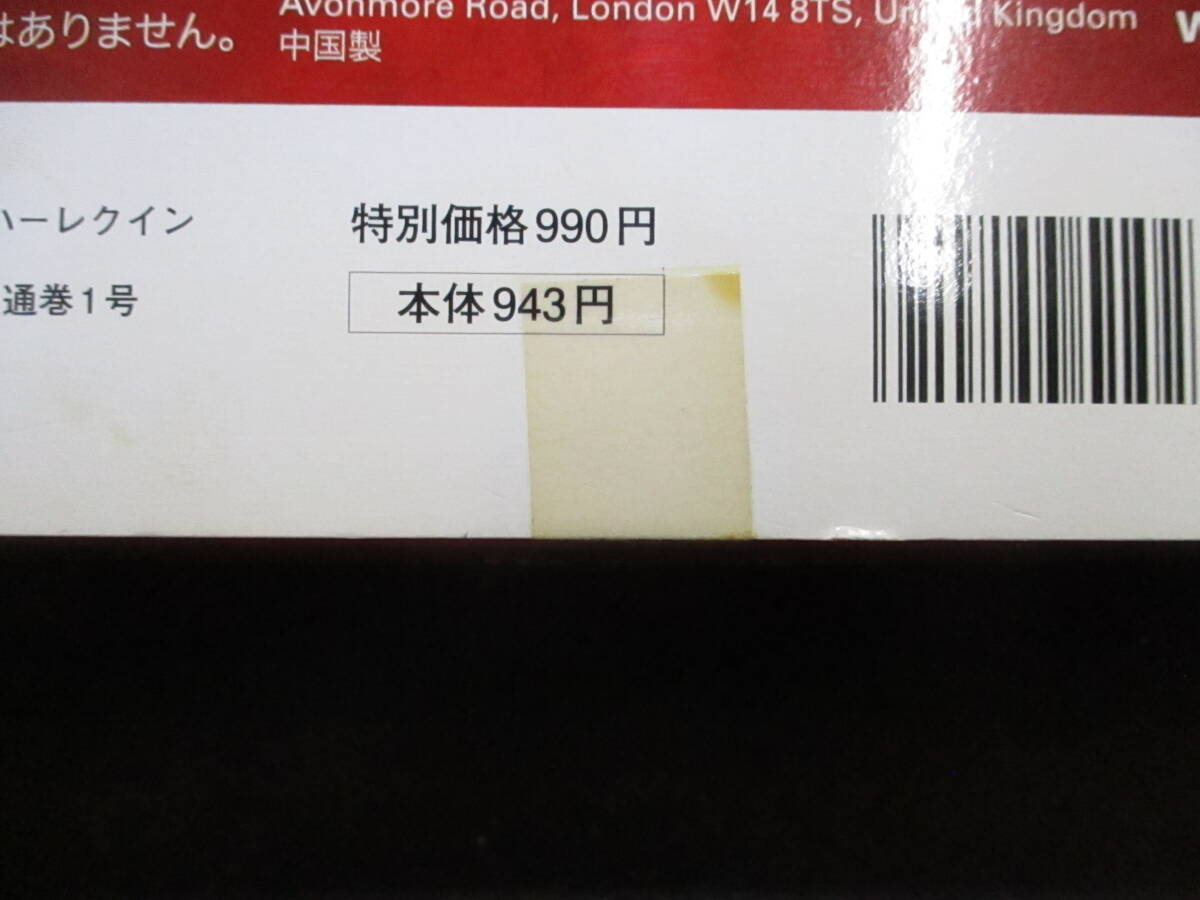 Avonmore Road, London W14 8TS, United Kingdom
はありません。
中国製
ハーレクイン
特別価格990円
通巻1号
本体943円